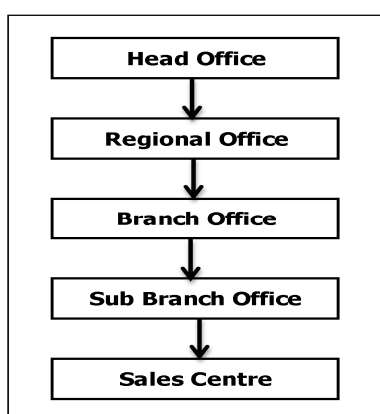 Head Office
Regional Office
Branch Office
Sub Branch Office
Sales Centre